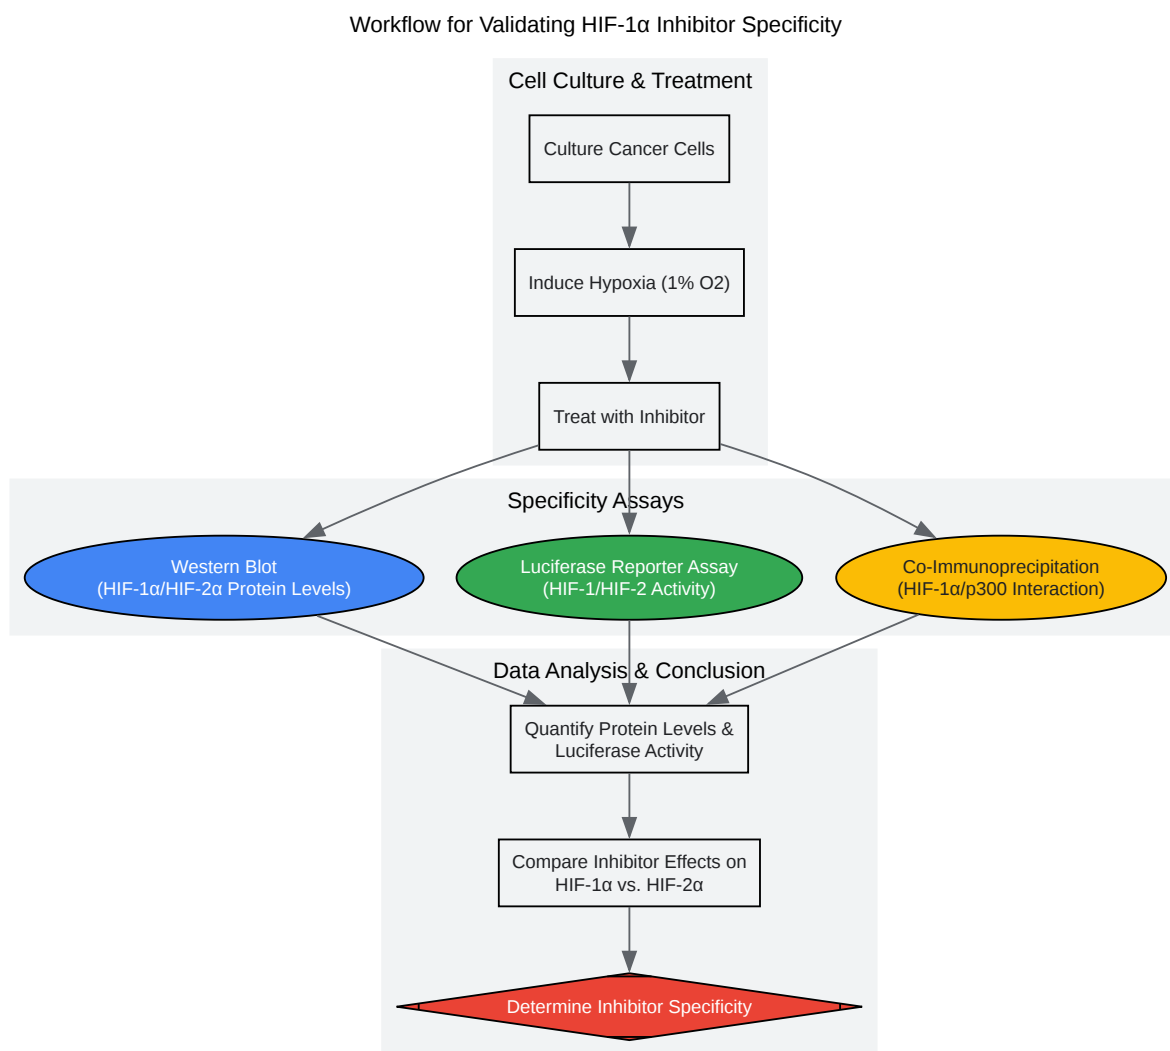 Workflow for Validating HIF-1α Inhibitor Specificity
Cell Culture & Treatment
Culture Cancer Cells
Induce Hypoxia (1% O2)
Treat with Inhibitor
Specificity Assays
Western Blot
(HIF-1α/HIF-2α Protein Levels)
Luciferase Reporter Assay
(HIF-1/HIF-2 Activity)
Co-Immunoprecipitation
(HIF-1α/p300 Interaction)
Data Analysis & Conclusion
Quantify Protein Levels &
Luciferase Activity
Compare Inhibitor Effects on
HIF-1α vs. HIF-2α
Determine Inhibitor Specificity